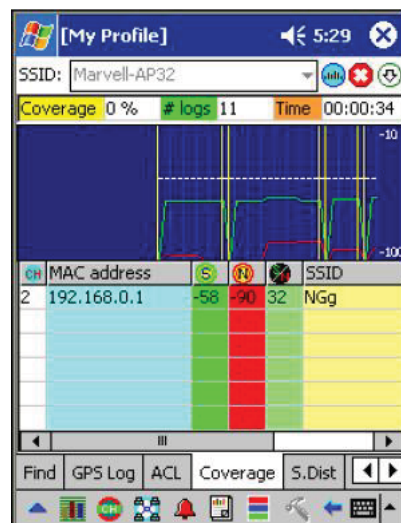 [My Profile] 5:29
SSID: Marvell-AP32
Coverage 0 % # logs 11 Time 00:00:34
-10
-100
CH MAC address S N SSID
2 192.168.0.1 -58 -90 32 NGg
Find GPS Log ACL Coverage S.Dist
CH